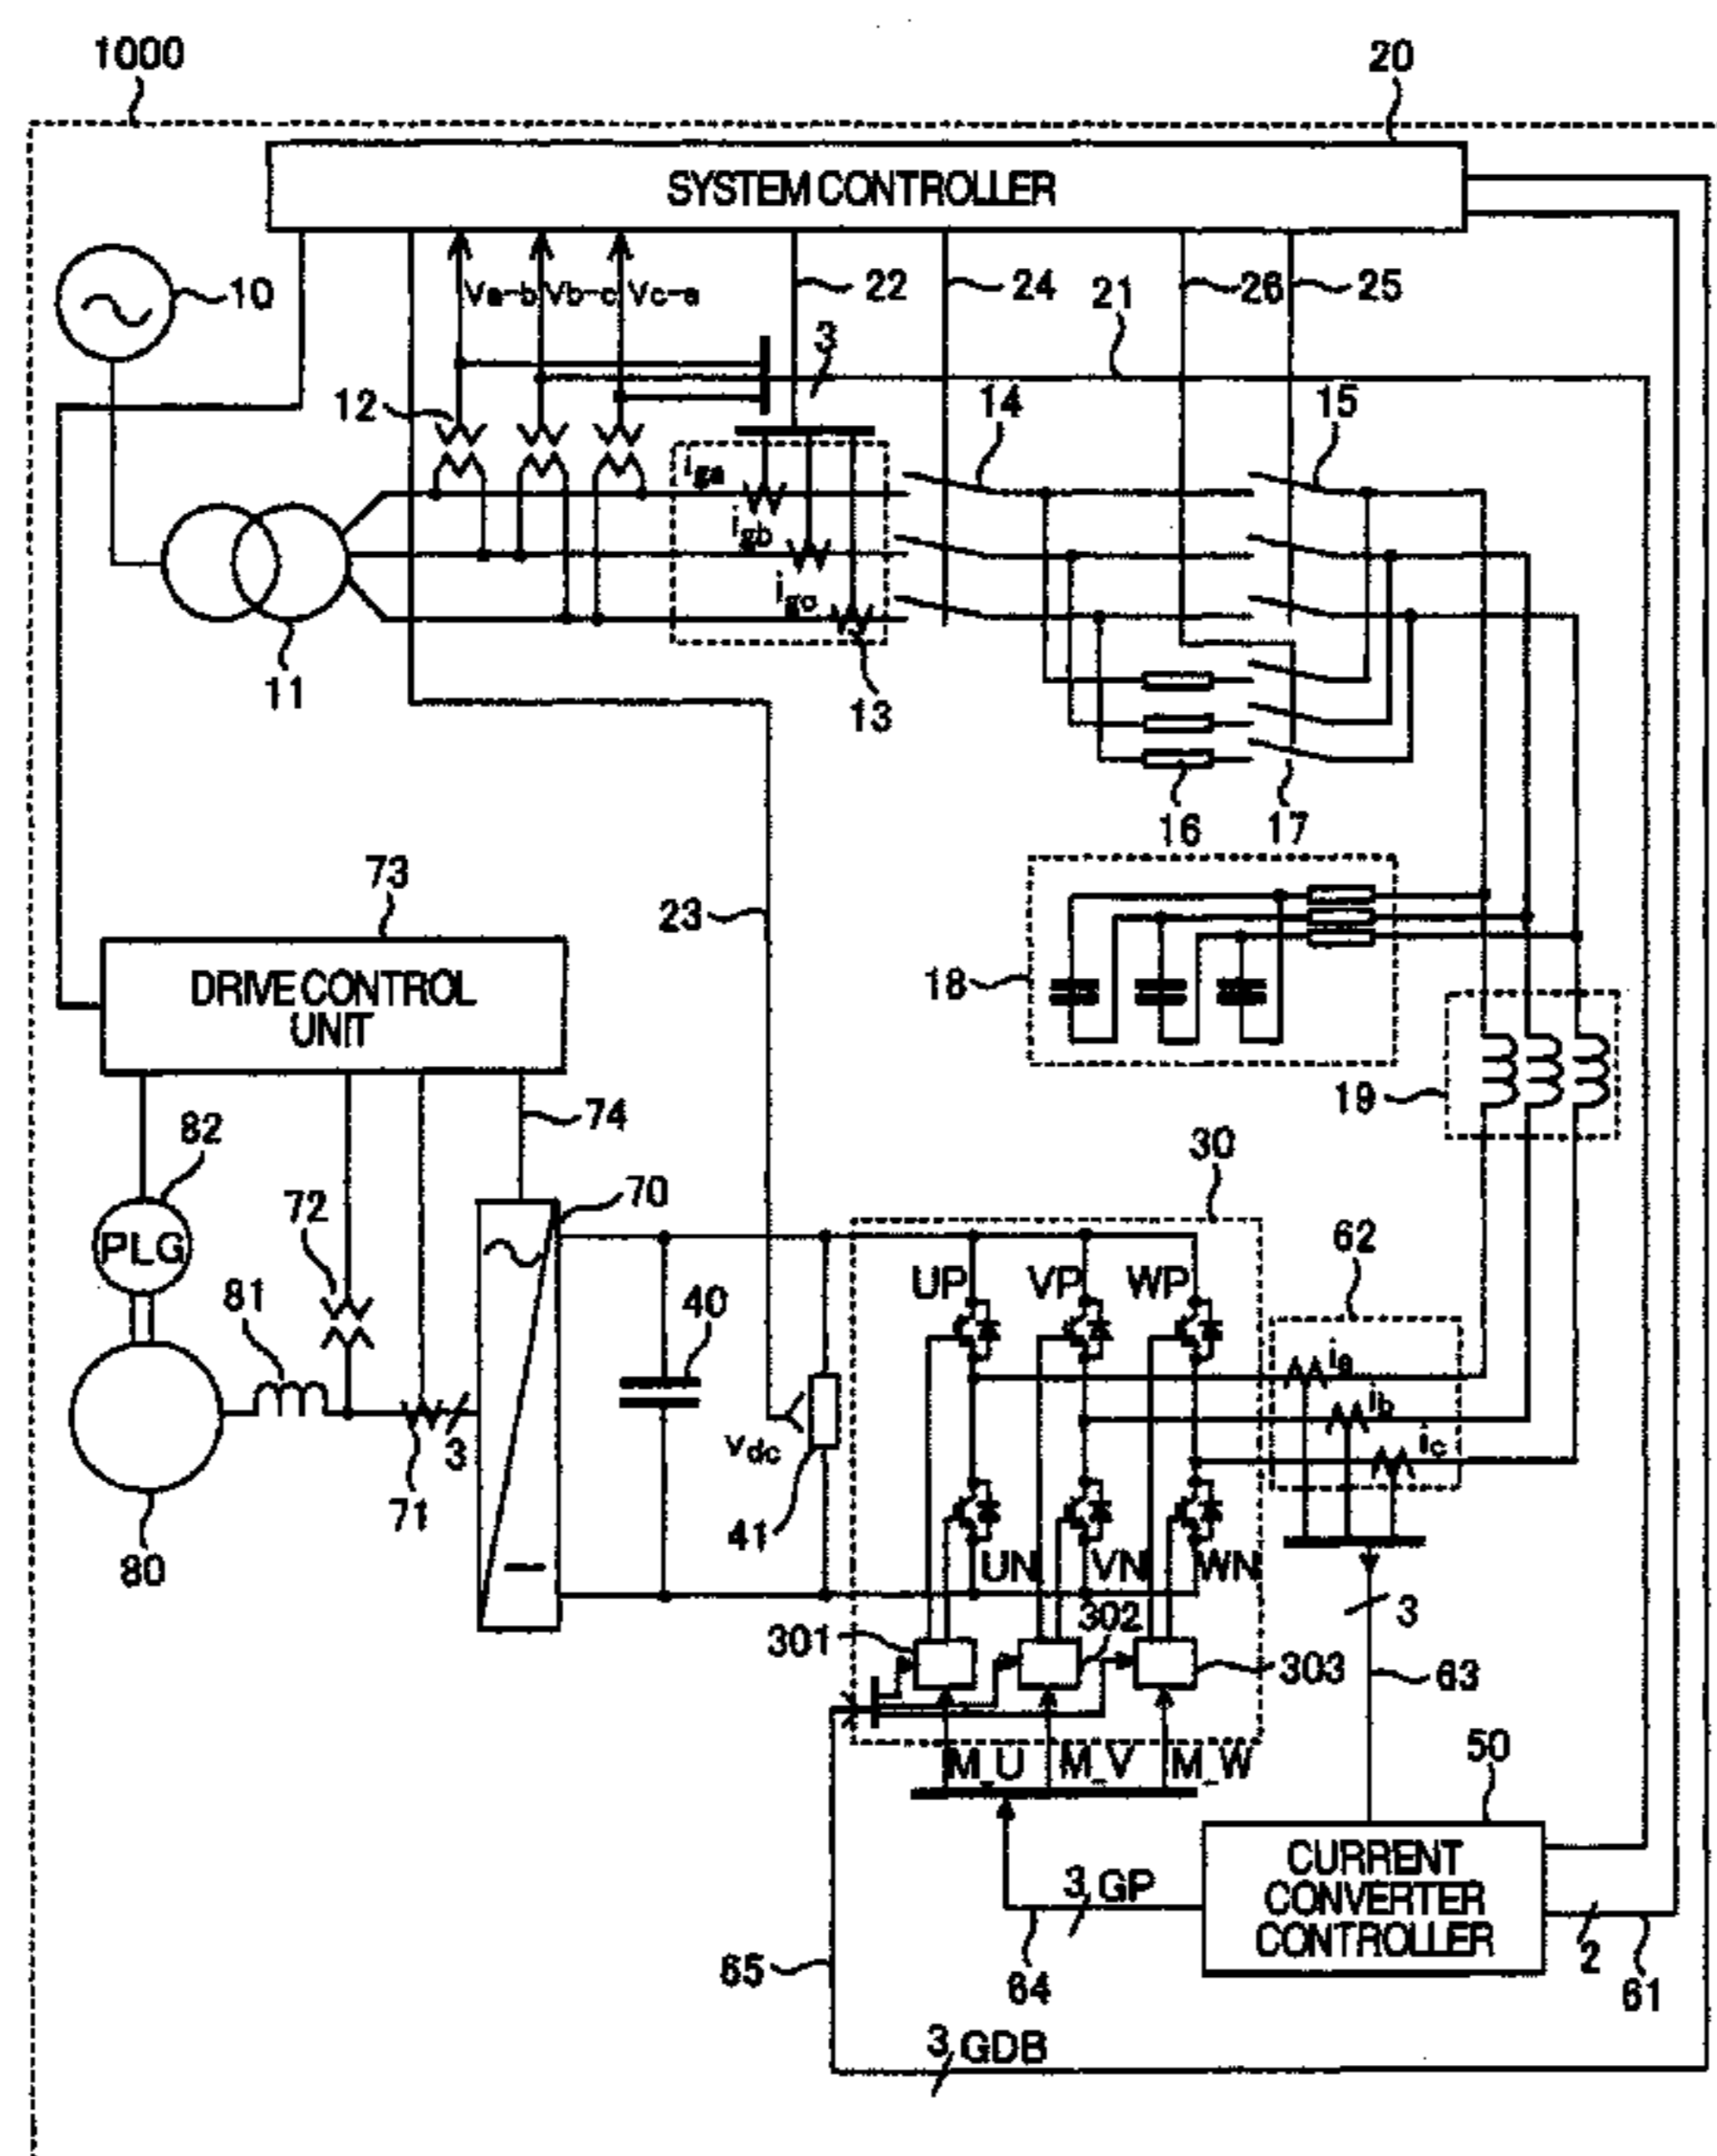 1000
20
SYSTEM CONTROLLER
10
Va-b Vb-c Vc-a
22
24
21
26
25
3
12
14
15
iga
igb
igc
11
13
16
17
73
23
18
DRIVE CONTROL
UNIT
19
74
82
30
72
70
62
PLG
81
40
UP
VP
WP
ia
ib
ic
vdc
3
71
41
80
UN
VN
WN
301
302
303
3
63
M_U
M_V
M_W
50
CURRENT
CONVERTER
CONTROLLER
3 GP
65
64
2
61
3 GDB